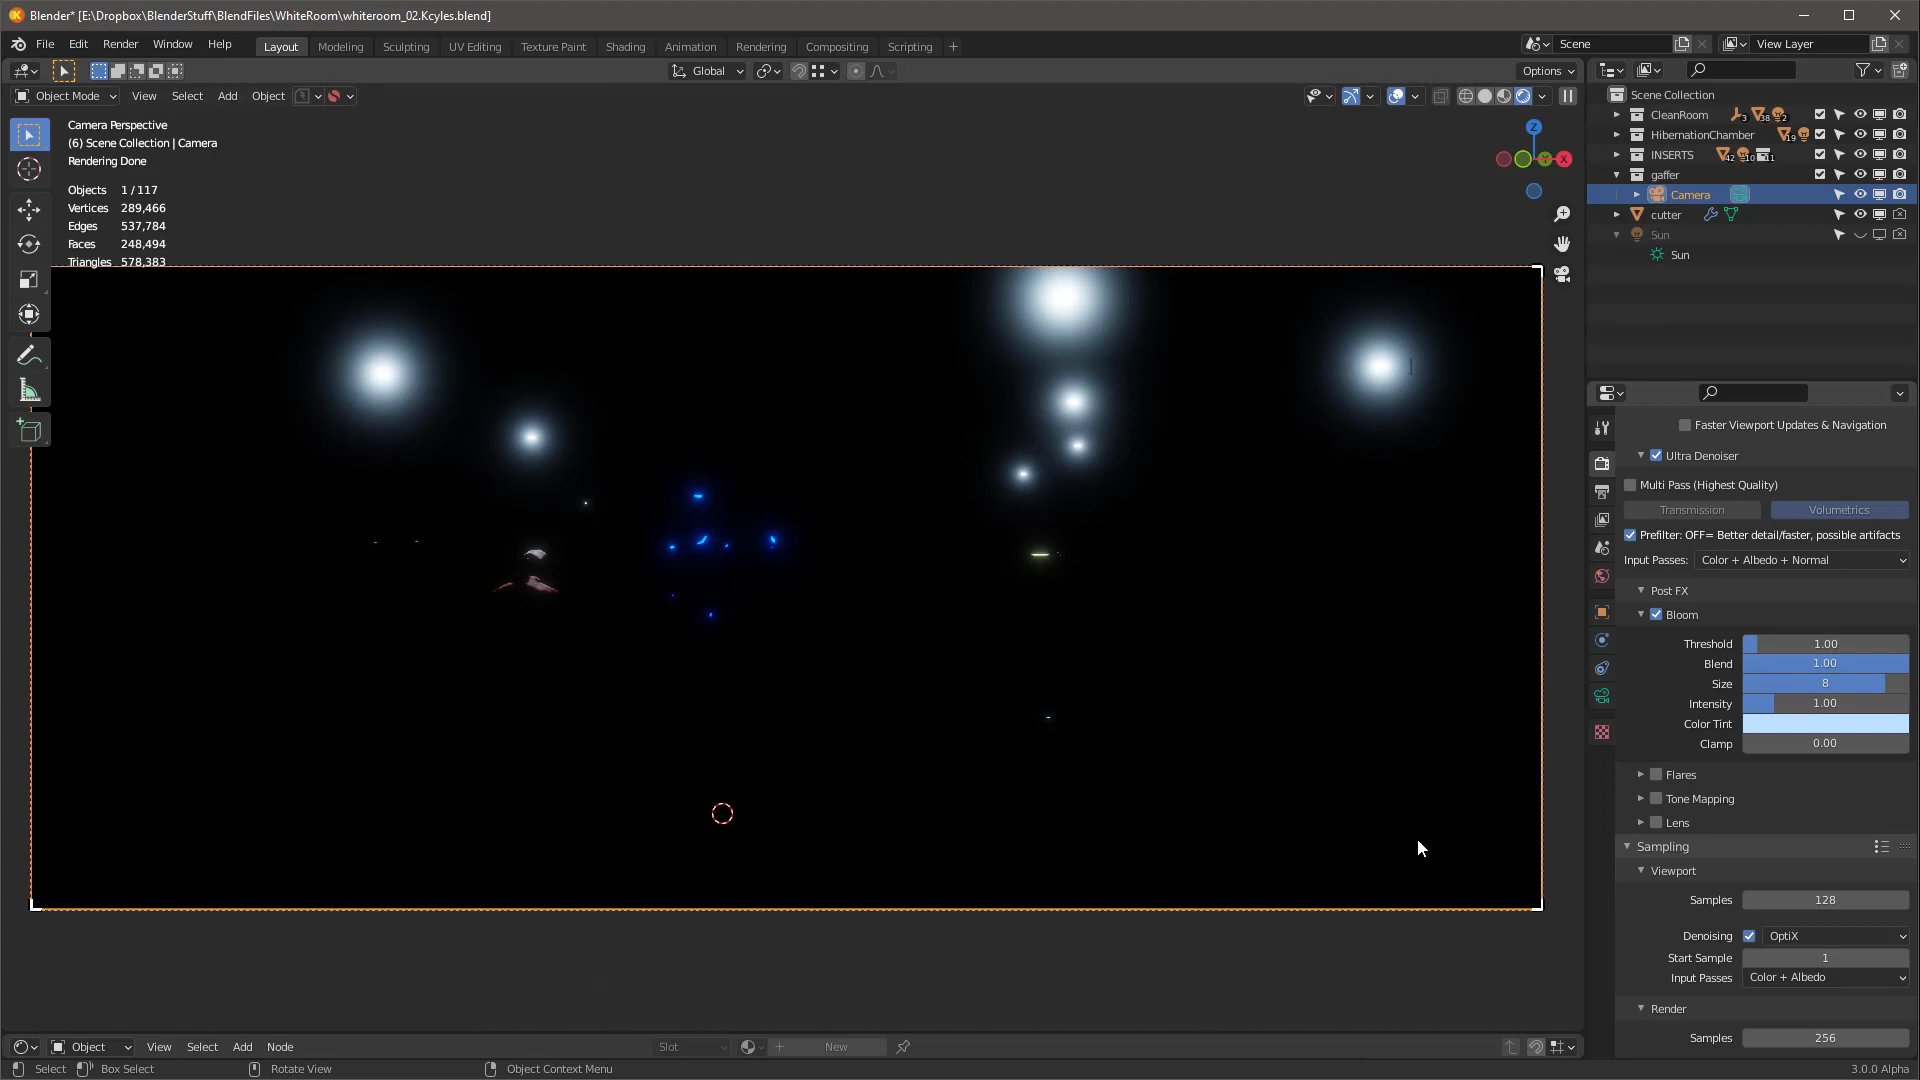 Blender* [E:\Dropbox\BlenderStuff\BlendFiles\WhiteRoom\whiteroom_02.Kcyles.blend]
File Edit Render Window Help Layout Modeling Sculpting UV Editing Texture Paint Shading Animation Rendering Compositing Scripting + Scene View Layer
Global Options
Object Mode View Select Add Object
Camera Perspective
(6) Scene Collection | Camera
Rendering Done
Objects 1 / 117
Vertices 289,466
Edges 537,784
Faces 248,494
Triangles 578,383
Z
Y
X
Scene Collection
CleanRoom 3 38 2
HibernationChamber 19
INSERTS 42 10 11
gaffer
Camera
cutter
Sun
Sun
Faster Viewport Updates & Navigation
Ultra Denoiser
Multi Pass (Highest Quality)
Transmission Volumetrics
Prefilter: OFF= Better detail/faster, possible artifacts
Input Passes: Color + Albedo + Normal
Post FX
Bloom
Threshold 1.00
Blend 1.00
Size 8
Intensity 1.00
Color Tint
Clamp 0.00
Flares
Tone Mapping
Lens
Sampling
Viewport
Samples 128
Denoising OptiX
Start Sample 1
Input Passes Color + Albedo
Render
Samples 256
Object View Select Add Node Slot + New
Select Box Select Rotate View Object Context Menu 3.0.0 Alpha